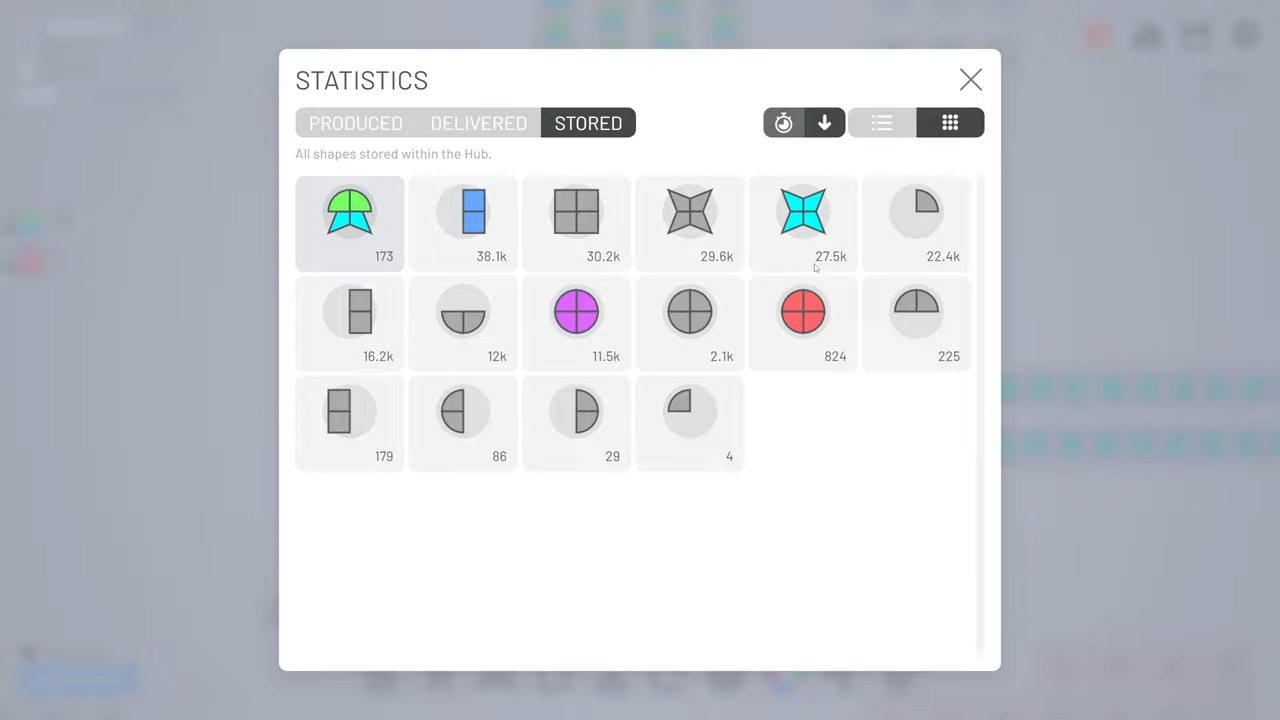 STATISTICS
PRODUCED DELIVERED STORED
All shapes stored within the Hub.
173 38.1k 30.2k 29.6k 27.5k 22.4k
16.2k 12k 11.5k 2.1k 824 225
179 86 29 4